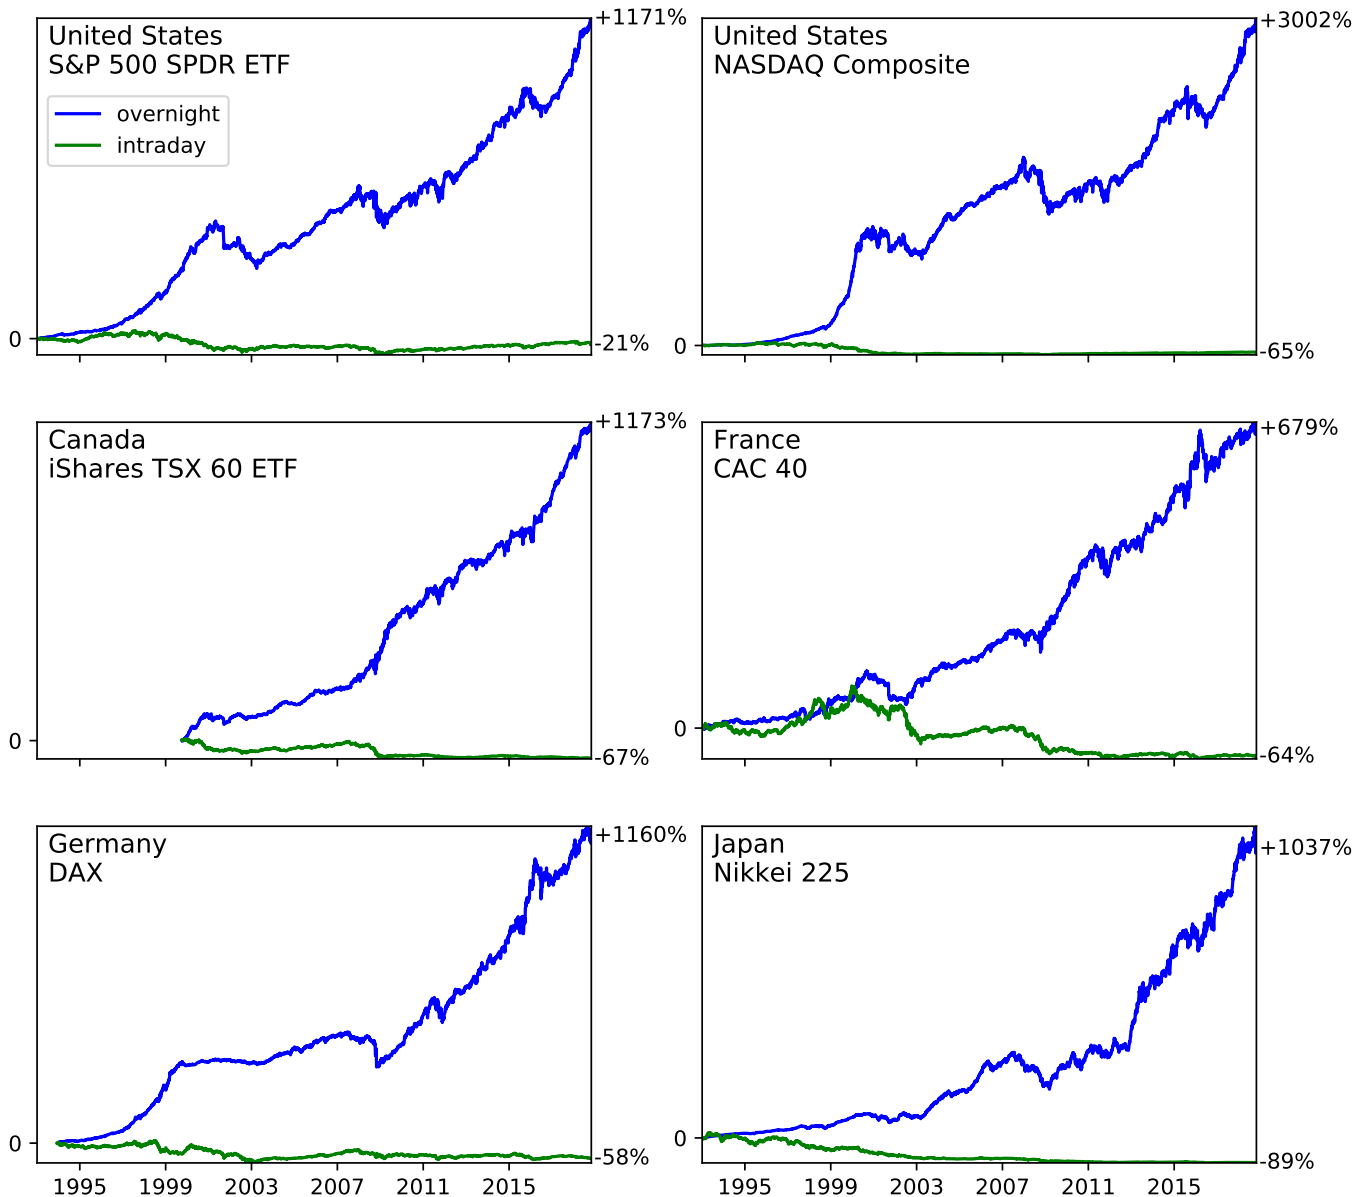 United States
S&P 500 SPDR ETF
overnight
intraday
+1171%
0
-21%
United States
NASDAQ Composite
+3002%
0
-65%
Canada
iShares TSX 60 ETF
+1173%
0
-67%
France
CAC 40
+679%
0
-64%
Germany
DAX
+1160%
0
-58%
1995 1999 2003 2007 2011 2015
Japan
Nikkei 225
+1037%
0
-89%
1995 1999 2003 2007 2011 2015